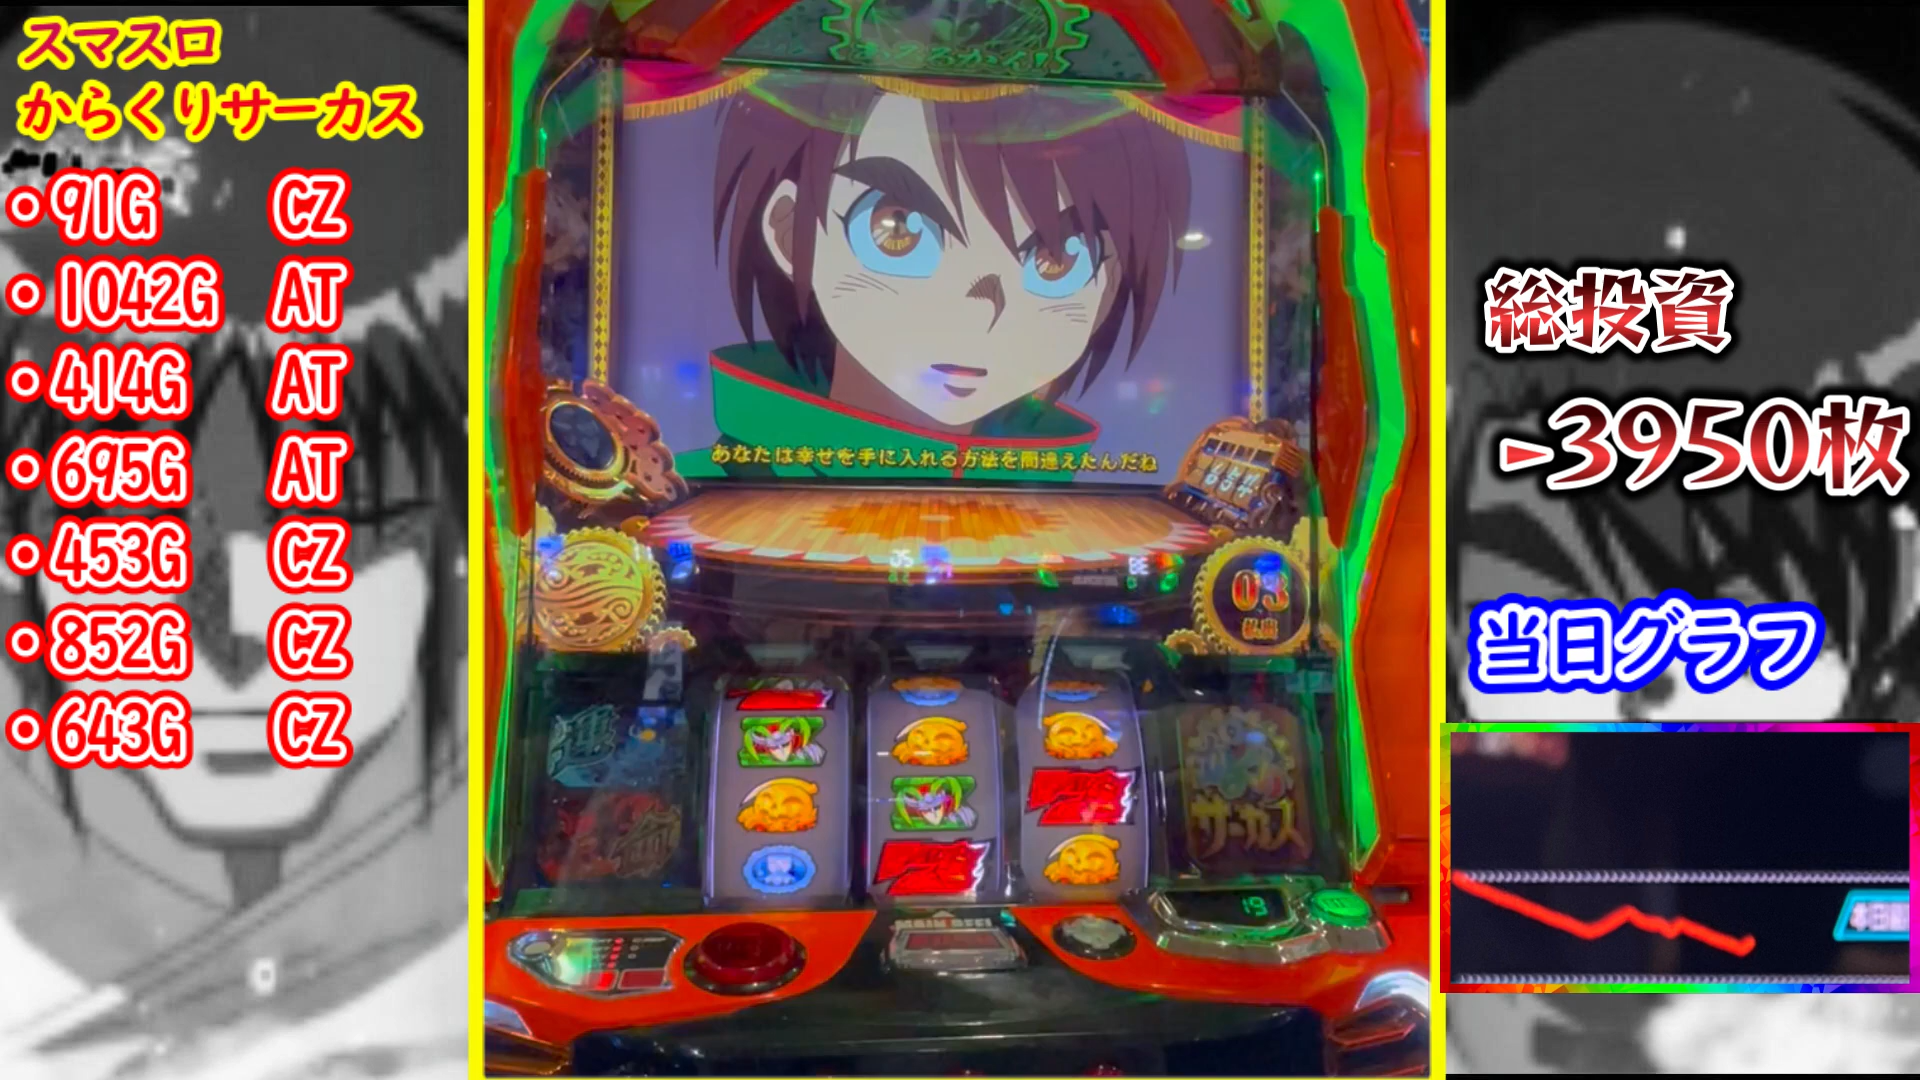 スマスロ
からくりサーカス
・91G CZ
・1042G AT
・414G AT
・695G AT
・453G CZ
・852G CZ
・643G CZ
あなたは幸せを手に入れる方法を間違えたんだね
03
運
命
サーカス
総投資
-3950枚
当日グラフ